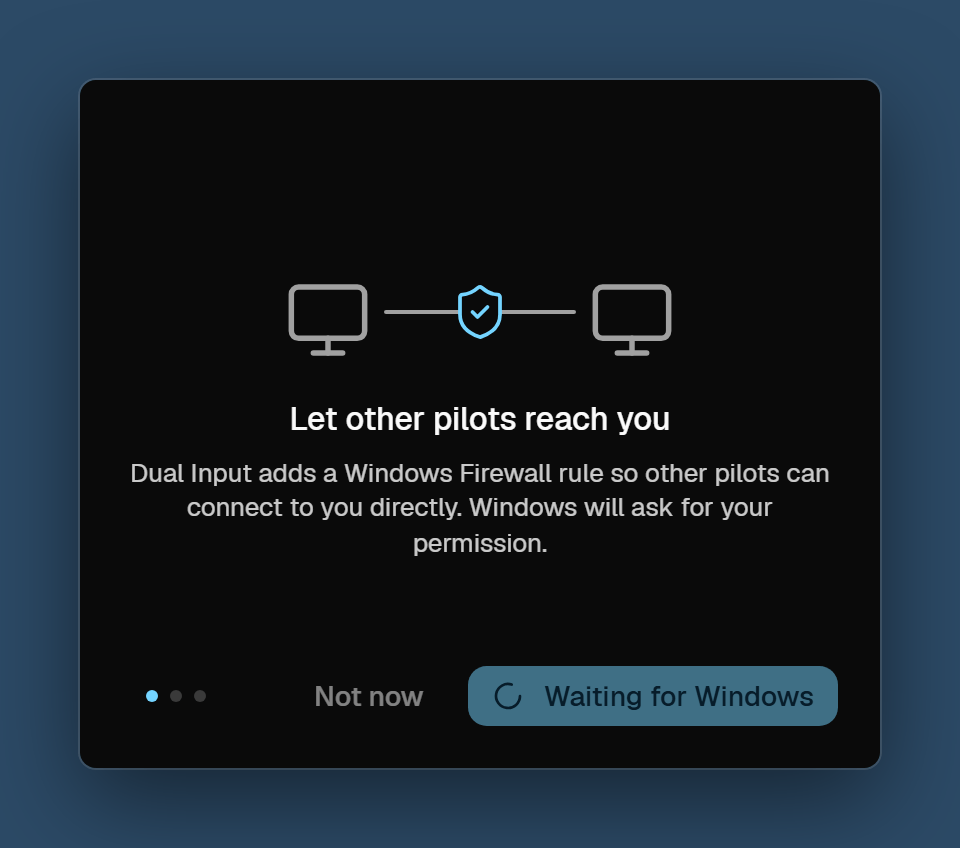 Let other pilots reach you
Dual Input adds a Windows Firewall rule so other pilots can
connect to you directly. Windows will ask for your
permission.
Not now
Waiting for Windows